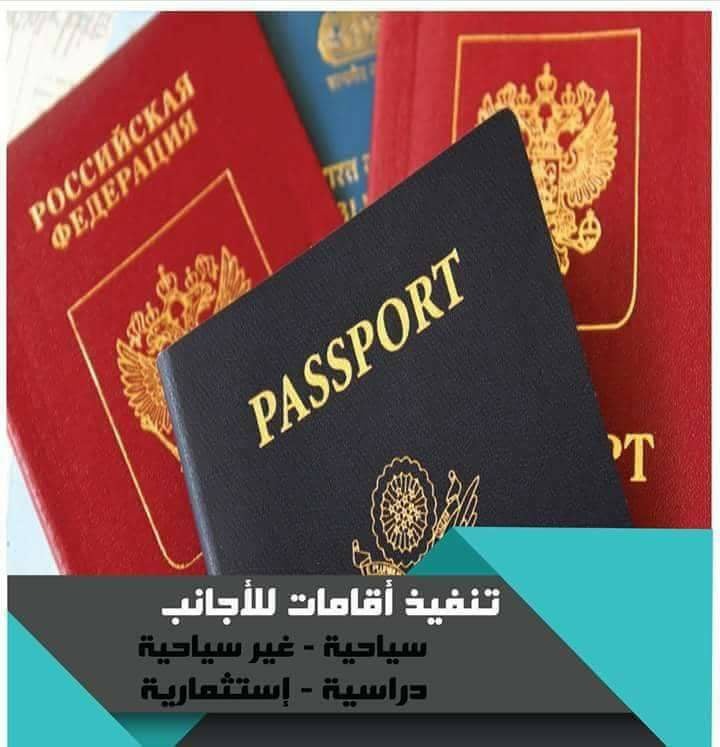 РОССИЙСКАЯ
ФЕДЕРАЦИЯ
PASSPORT
PT
تنفيذ أقامات للأجانب
سياحية - غير سياحية
دراسية - إستثمارية